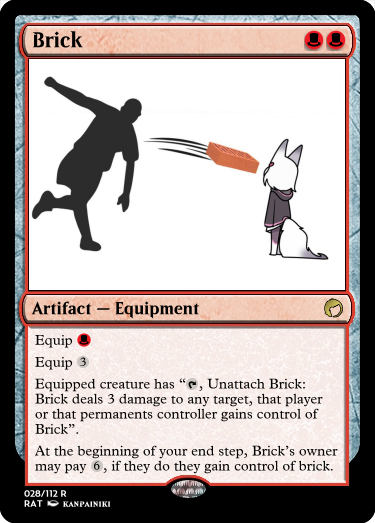 Brick
Artifact — Equipment
Equip
Equip 3
Equipped creature has “, Unattach Brick:
Brick deals 3 damage to any target, that player
or that permanents controller gains control of
Brick”.
At the beginning of your end step, Brick's owner
may pay 6, if they do they gain control of brick.
028/112 R
RAT KANPAINIKI